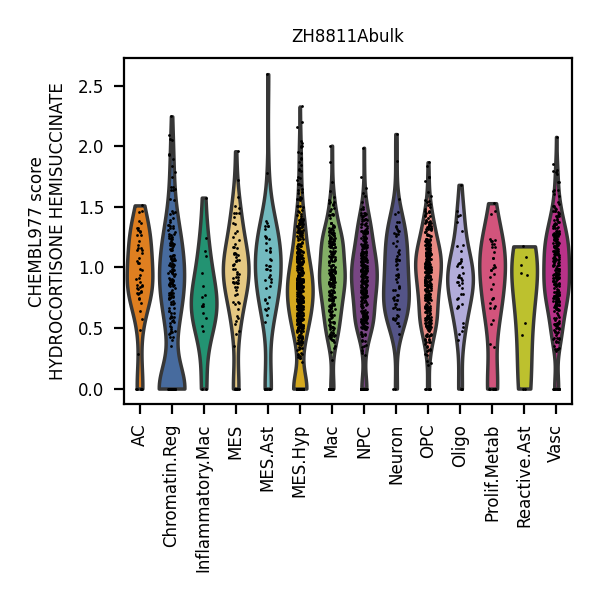 ZH8811Abulk
CHEMBL977 score
HYDROCORTISONE HEMISUCCINATE
2.5
2.0
1.5
1.0
0.5
0.0
AC
Chromatin.Reg
Inflammatory.Mac
MES
MES.Ast
MES.Hyp
Mac
NPC
Neuron
OPC
Oligo
Prolif.Metab
Reactive.Ast
Vasc